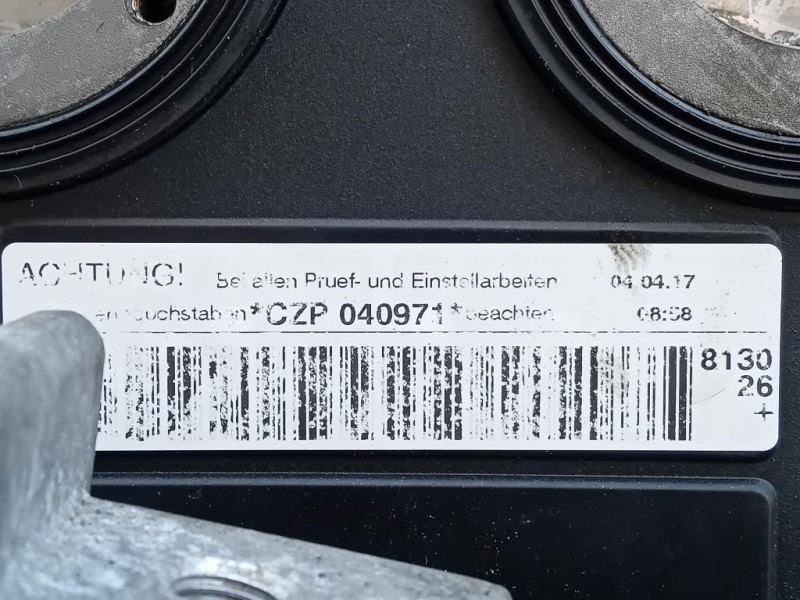 ACHTUNG! Bei allen Pruef- und Einstellarbeiten 04.04.17
*CZP 040971* beachten 08:58
8130
26
+